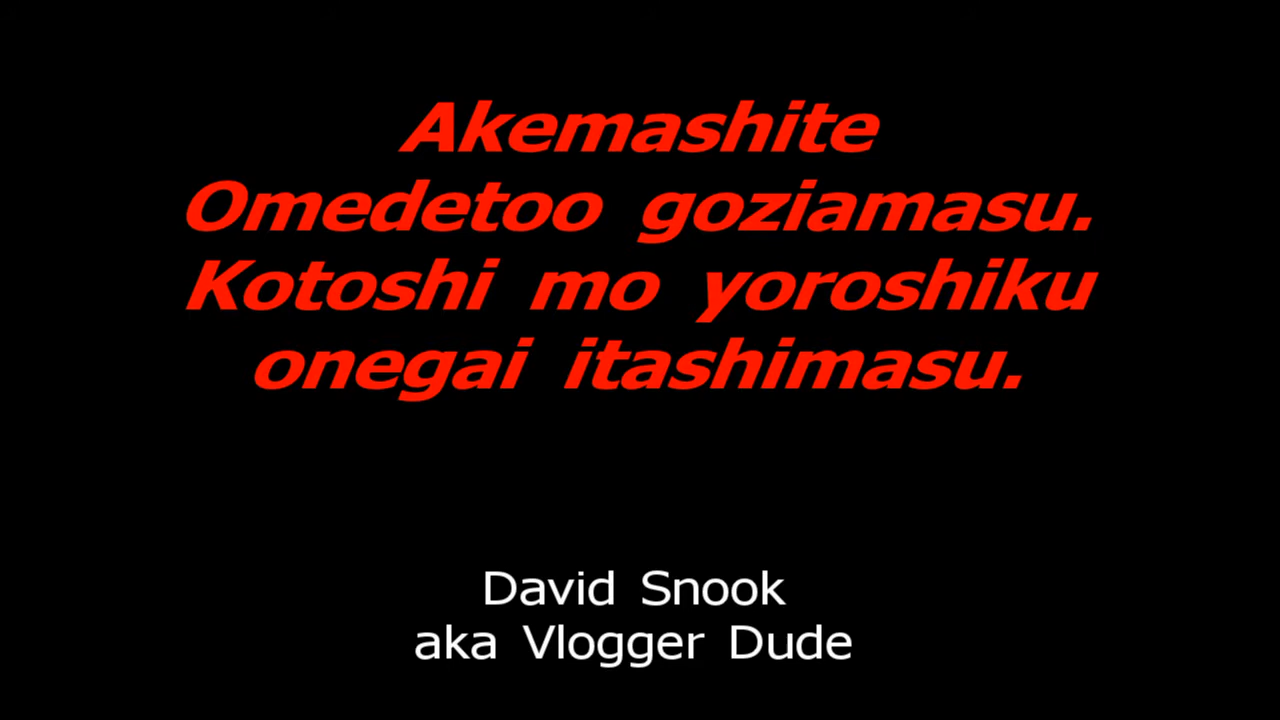 Akemashite
Omedetoo goziamasu.
Kotoshi mo yoroshiku
onegai itashimasu.
David Snook
aka Vlogger Dude